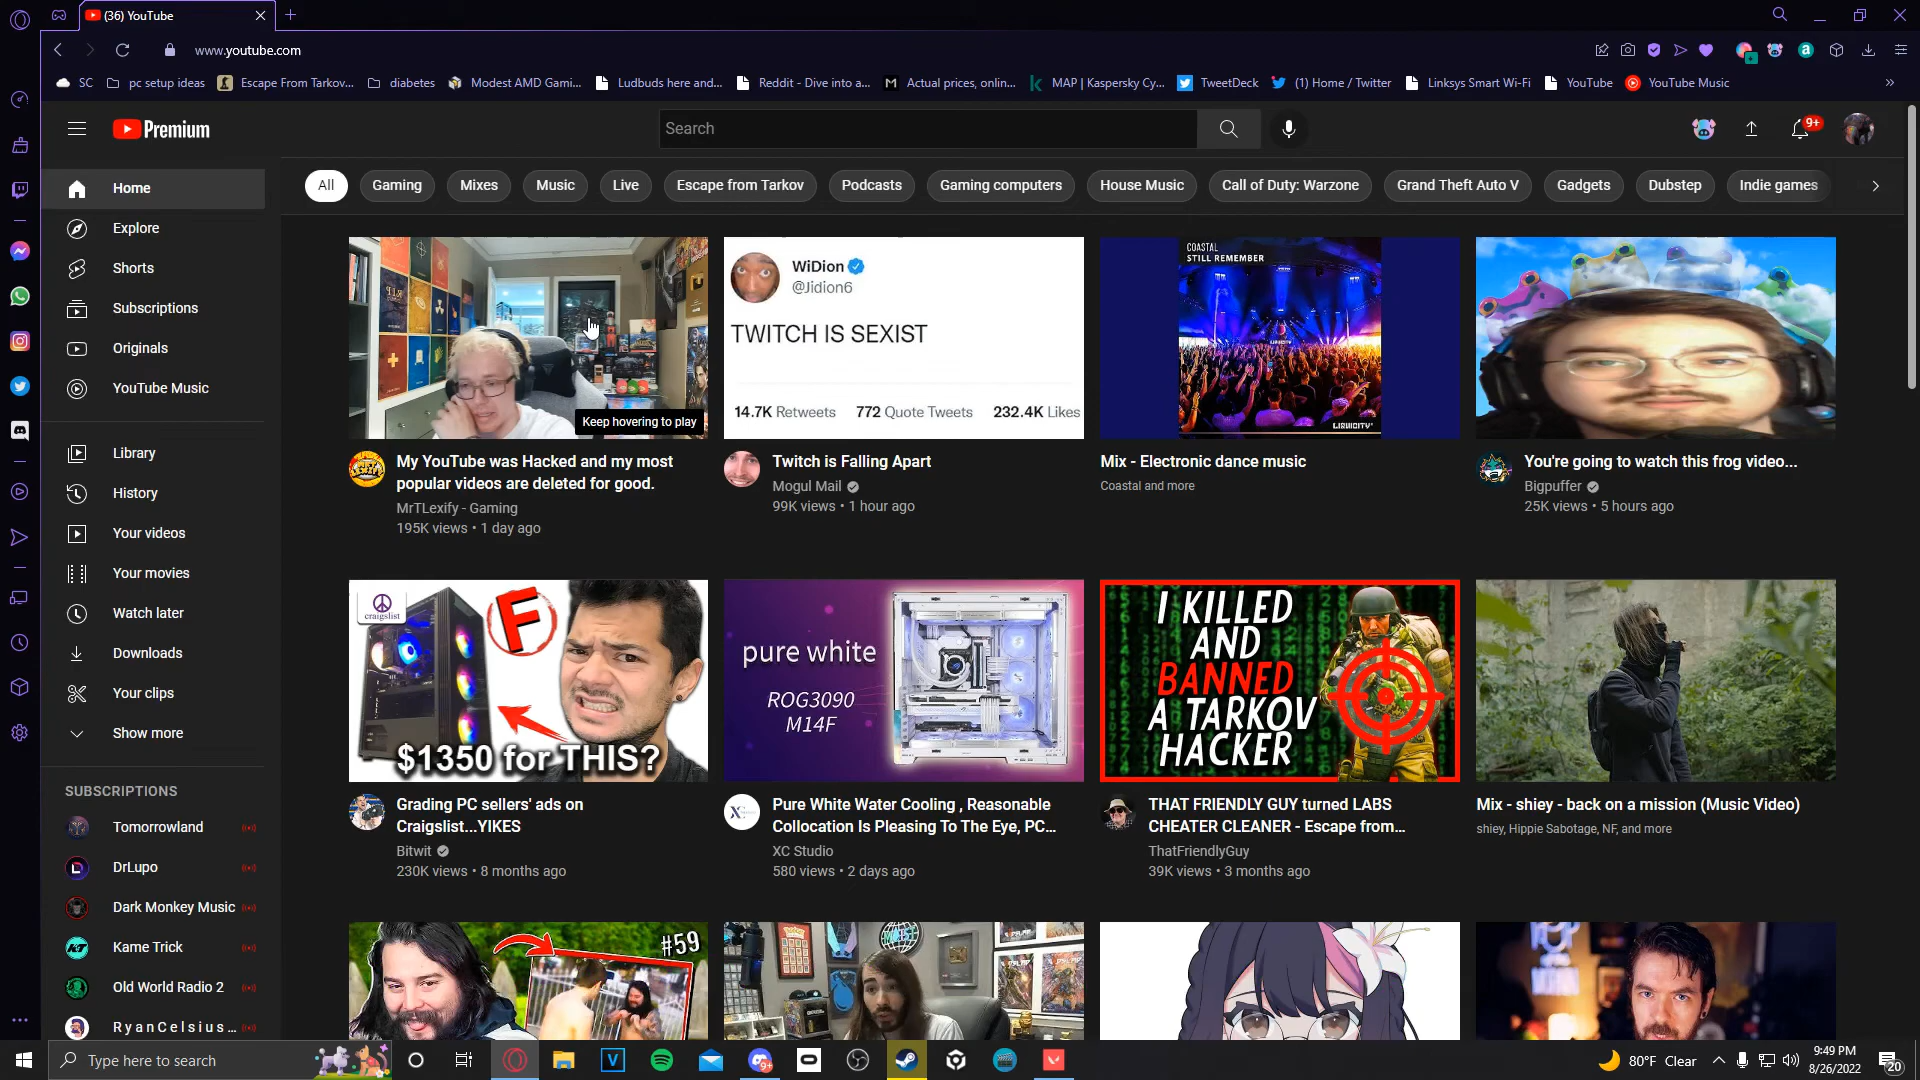 (36) YouTube
www.youtube.com
SC
pc setup ideas
Escape From Tarkov...
diabetes
Modest AMD Gami...
Ludbuds here and...
Reddit - Dive into a...
Actual prices, onlin...
MAP | Kaspersky Cy...
TweetDeck
(1) Home / Twitter
Linksys Smart Wi-Fi
YouTube
YouTube Music
Premium
Search
9+
All
Gaming
Mixes
Music
Live
Escape from Tarkov
Podcasts
Gaming computers
House Music
Call of Duty: Warzone
Grand Theft Auto V
Gadgets
Dubstep
Indie games
Home
Explore
Shorts
Subscriptions
Originals
YouTube Music
Library
History
Your videos
Your movies
Watch later
Downloads
Your clips
Show more
SUBSCRIPTIONS
Tomorrowland
DrLupo
Dark Monkey Music
Kame Trick
Old World Radio 2
R y a n C e l s i u s ...
Keep hovering to play
My YouTube was Hacked and my most
popular videos are deleted for good.
MrTLexify - Gaming
195K views • 1 day ago
WiDion
@Jidion6
TWITCH IS SEXIST
14.7K Retweets 772 Quote Tweets 232.4K Likes
Twitch is Falling Apart
Mogul Mail
99K views • 1 hour ago
COASTAL
STILL REMEMBER
LIQUICITY
Mix - Electronic dance music
Coastal and more
You're going to watch this frog video...
Bigpuffer
25K views • 5 hours ago
craigslist
F
$1350 for THIS?
Grading PC sellers' ads on
Craigslist...YIKES
Bitwit
230K views • 8 months ago
pure white
ROG3090
M14F
Pure White Water Cooling , Reasonable
Collocation Is Pleasing To The Eye, PC...
XC Studio
580 views • 2 days ago
I KILLED
AND
BANNED
A TARKOV
HACKER
THAT FRIENDLY GUY turned LABS
CHEATER CLEANER - Escape from...
ThatFriendlyGuy
39K views • 3 months ago
Mix - shiey - back on a mission (Music Video)
shiey, Hippie Sabotage, NF, and more
#59
Type here to search
9+
80°F Clear
9:49 PM
8/26/2022
20